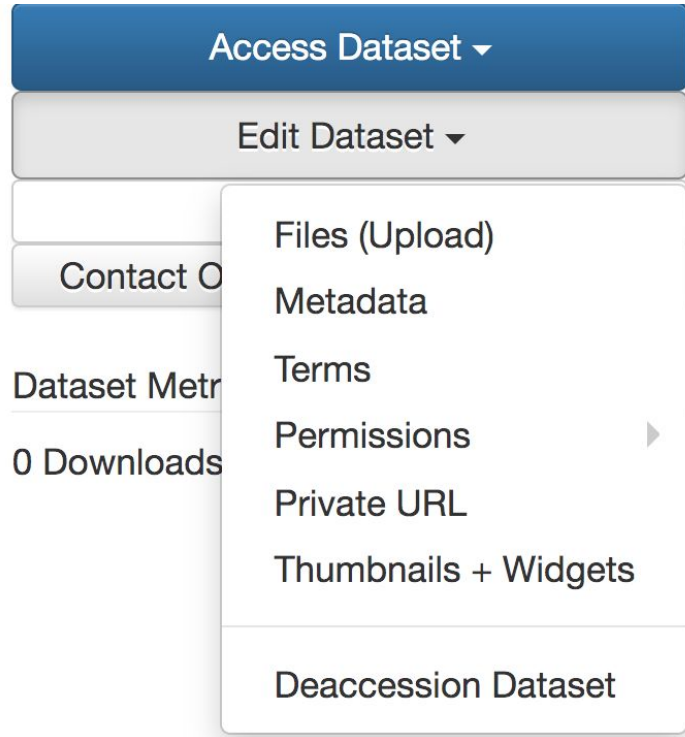 Access Dataset
Edit Dataset
Files (Upload)
Contact
Metadata
Terms
Dataset
Permissions
0 Downloads
Private URL
Thumbnails + Widgets
Deaccession Dataset